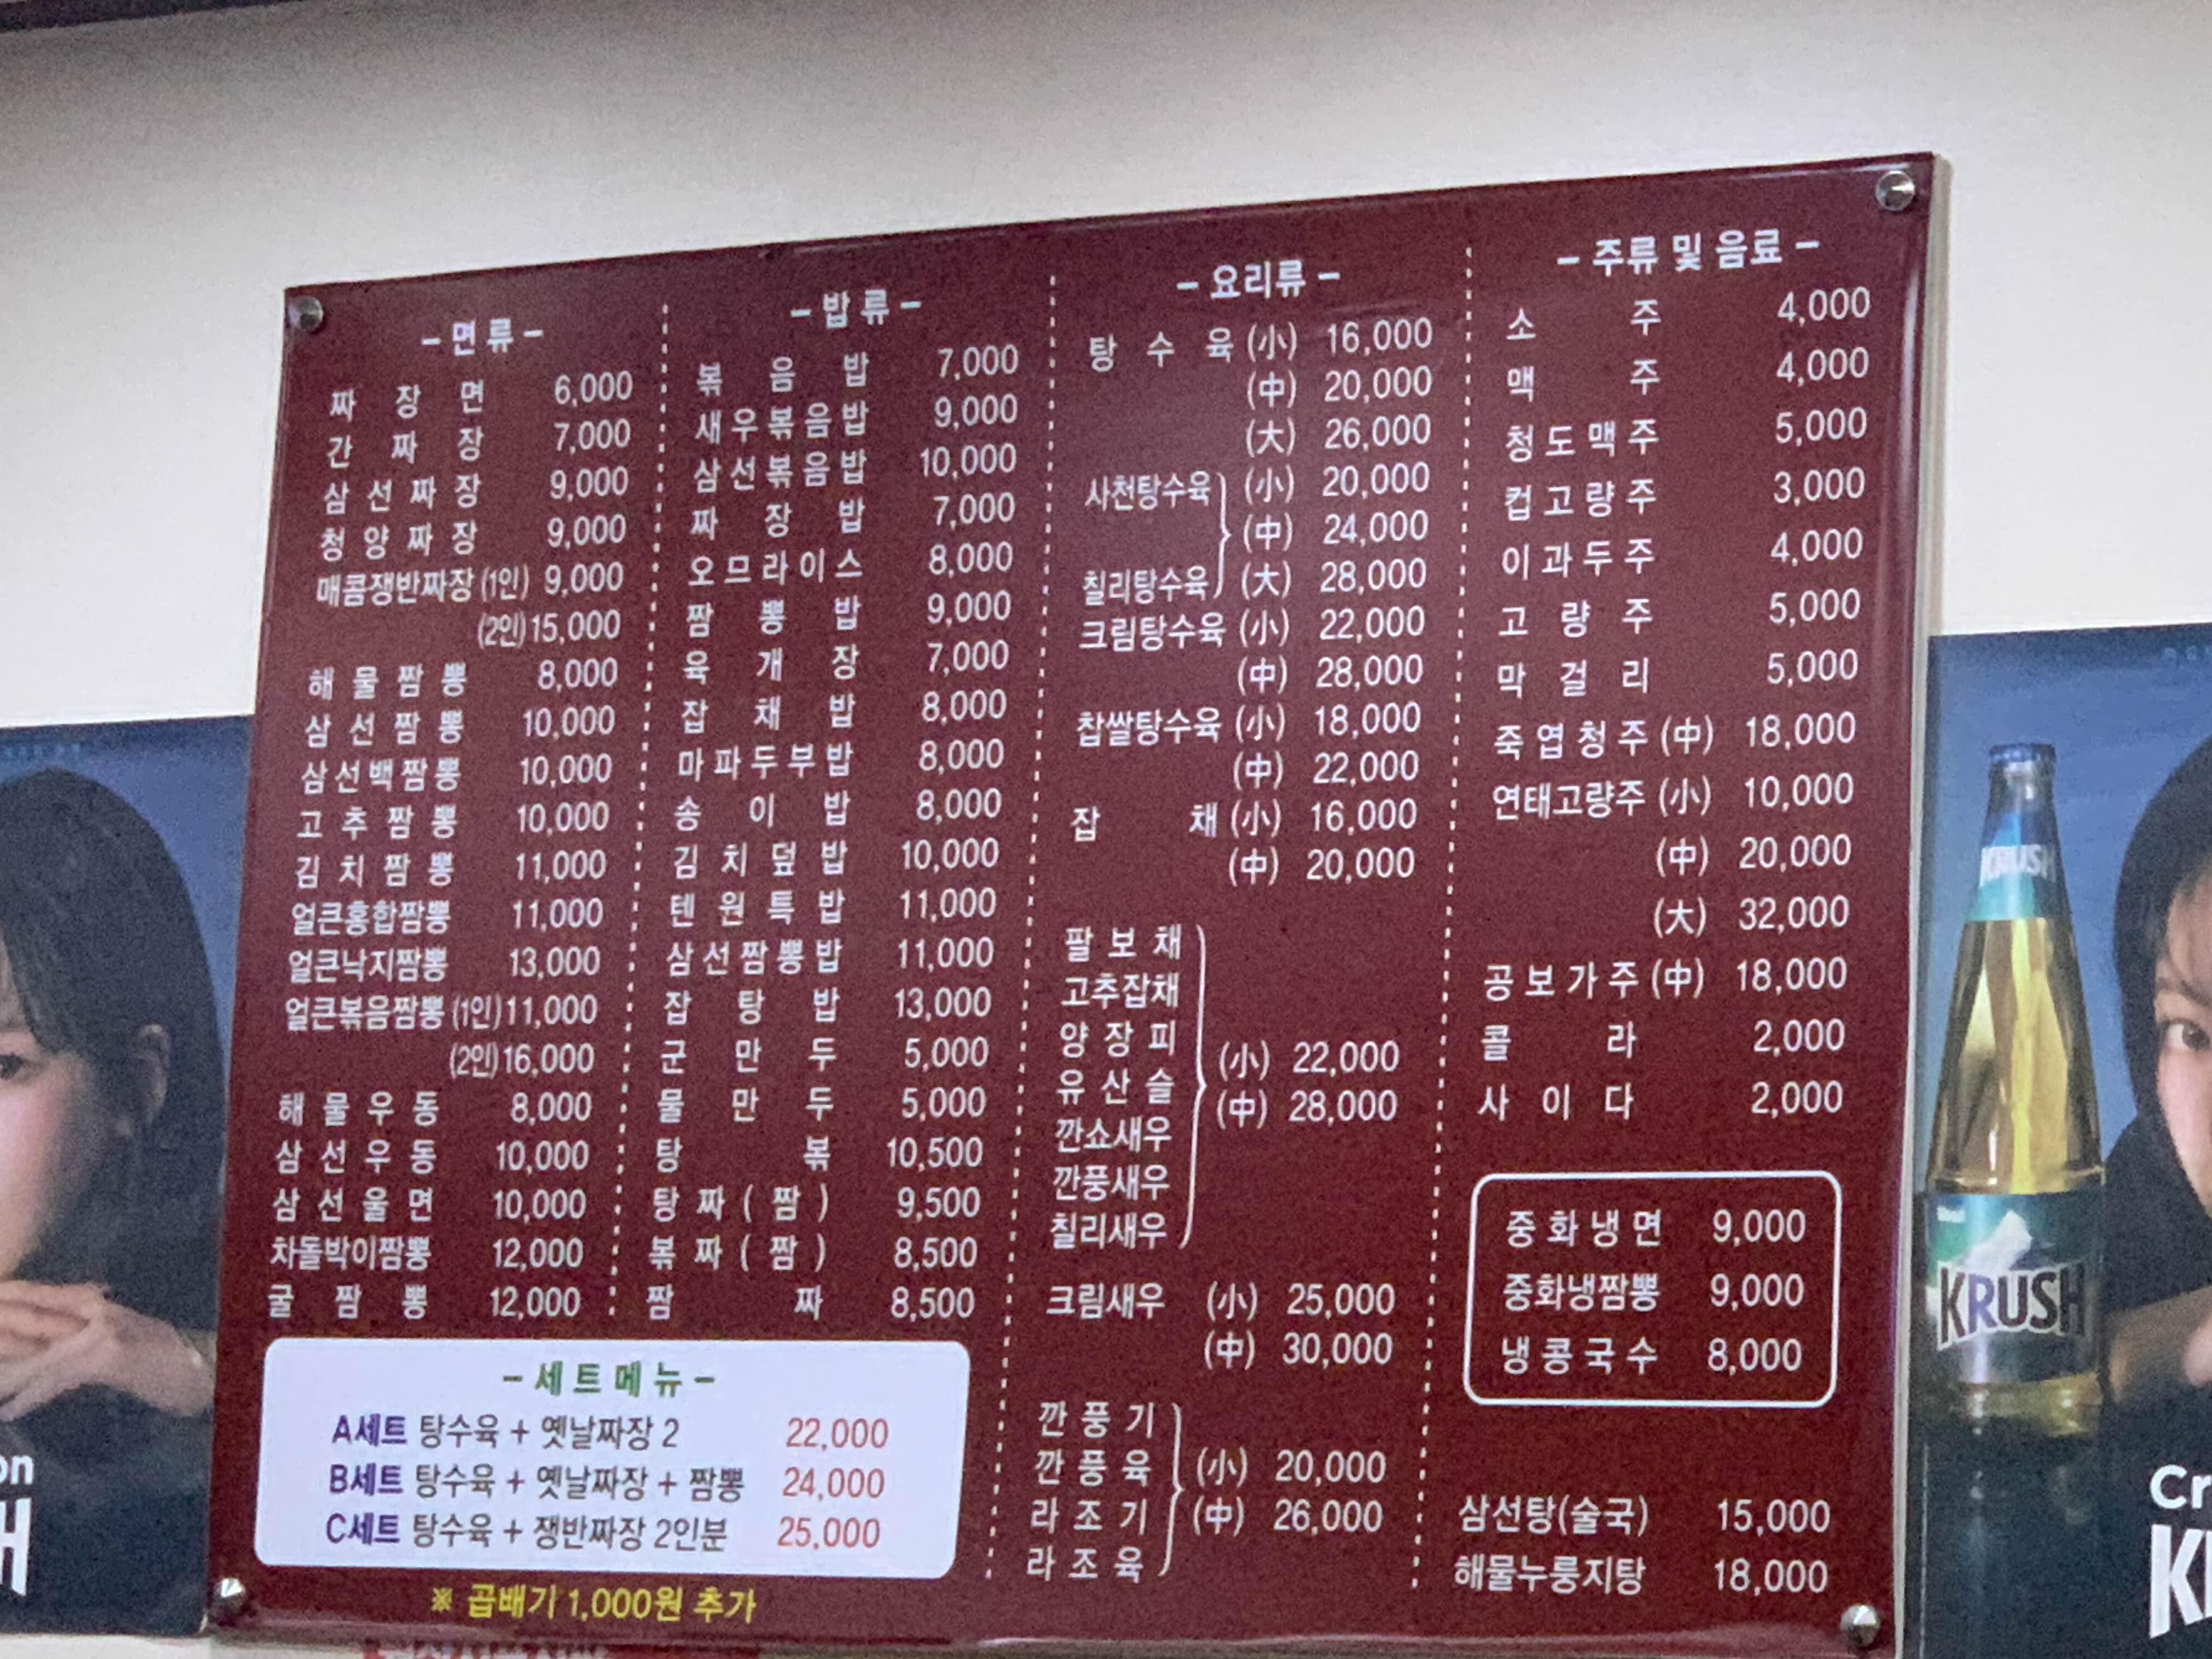 - 면 류 -
짜 장 면 6,000
간 짜 장 7,000
삼 선 짜 장 9,000
청 양 짜 장 9,000
매콤쟁반짜장 (1인) 9,000
(2인) 15,000
해 물 짬 뽕 8,000
삼 선 짬 뽕 10,000
삼 선 백 짬 뽕 10,000
고 추 짬 뽕 10,000
김 치 짬 뽕 11,000
얼큰홍합짬뽕 11,000
얼큰낙지짬뽕 13,000
얼큰볶음짬뽕 (1인) 11,000
(2인) 16,000
해 물 우 동 8,000
삼 선 우 동 10,000
삼 선 울 면 10,000
차돌박이짬뽕 12,000
굴 짬 뽕 12,000
- 밥 류 -
볶 음 밥 7,000
새 우 볶 음 밥 9,000
삼 선 볶 음 밥 10,000
짜 장 밥 7,000
오 므 라 이 스 8,000
짬 뽕 밥 9,000
육 개 장 7,000
잡 채 밥 8,000
마 파 두 부 밥 8,000
송 이 밥 8,000
김 치 덮 밥 10,000
텐 원 특 밥 11,000
삼 선 짬 뽕 밥 11,000
잡 탕 밥 13,000
군 만 두 5,000
물 만 두 5,000
탕 볶 10,500
탕 짜 ( 짬 ) 9,500
볶 짜 ( 짬 ) 8,500
짬 짜 8,500
- 세 트 메 뉴 -
A세트 탕수육 + 옛날짜장 2 22,000
B세트 탕수육 + 옛날짜장 + 짬뽕 24,000
C세트 탕수육 + 쟁반짜장 2인분 25,000
※ 곱배기 1,000원 추가
- 요리류 -
탕 수 육 (小) 16,000
(中) 20,000
(大) 26,000
사천탕수육 (小) 20,000
(中) 24,000
칠리탕수육 (大) 28,000
크림탕수육 (小) 22,000
(中) 28,000
찹쌀탕수육 (小) 18,000
(中) 22,000
잡 채 (小) 16,000
(中) 20,000
팔 보 채
고추잡채
양 장 피 (小) 22,000
유 산 슬 (中) 28,000
깐쇼새우
깐풍새우
칠리새우
크림새우 (小) 25,000
(中) 30,000
깐 풍 기
깐 풍 육 (小) 20,000
라 조 기 (中) 26,000
라 조 육
- 주류 및 음료 -
소 주 4,000
맥 주 4,000
청 도 맥 주 5,000
컵 고 량 주 3,000
이 과 두 주 4,000
고 량 주 5,000
막 걸 리 5,000
죽 엽 청 주 (中) 18,000
연태고량주 (小) 10,000
(中) 20,000
(大) 32,000
공 보 가 주 (中) 18,000
콜 라 2,000
사 이 다 2,000
중 화 냉 면 9,000
중화냉짬뽕 9,000
냉 콩 국 수 8,000
삼선탕(술국) 15,000
해물누룽지탕 18,000
KRUSH
KRUSH